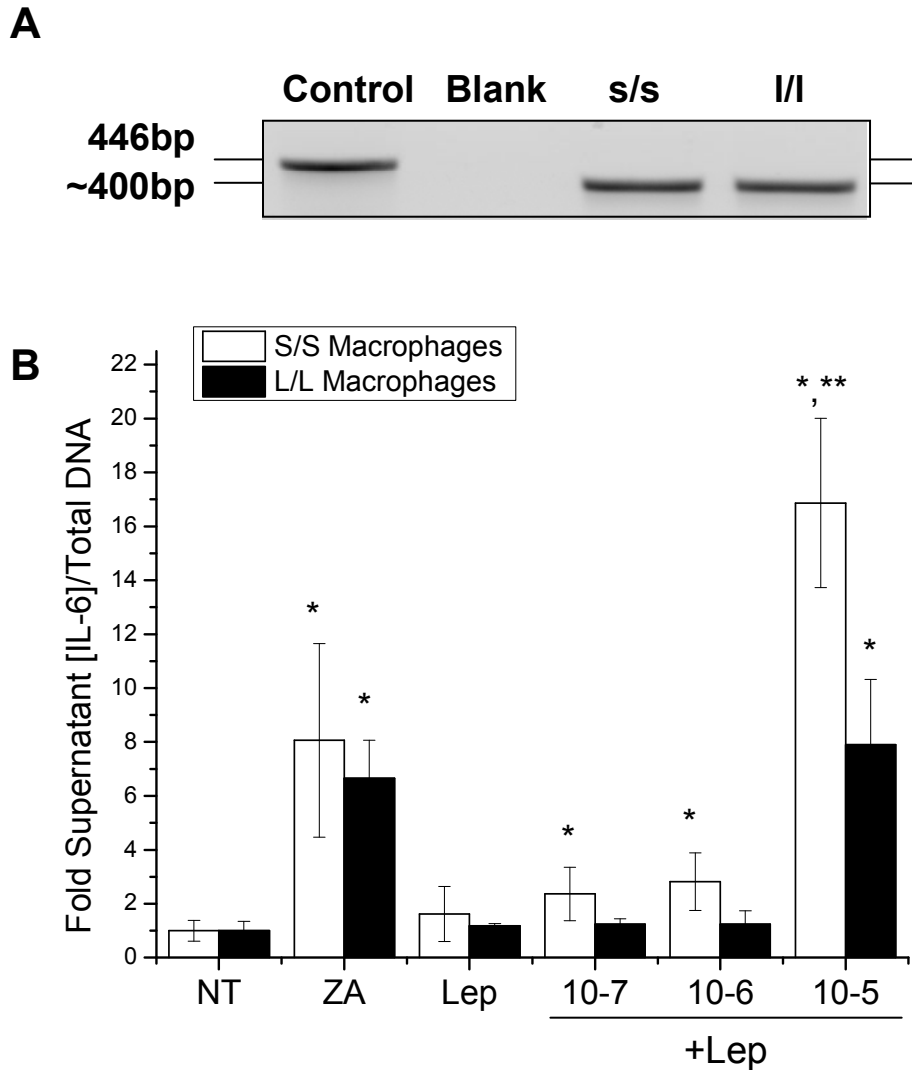 A
Control Blank s/s l/l
446bp
~400bp
B
S/S Macrophages
L/L Macrophages
Fold Supernatant [IL-6]/Total DNA
22
20
18
16
14
12
10
8
6
4
2
0
*
*
*
*
*,**
*
NT ZA Lep 10-7 10-6 10-5
+Lep